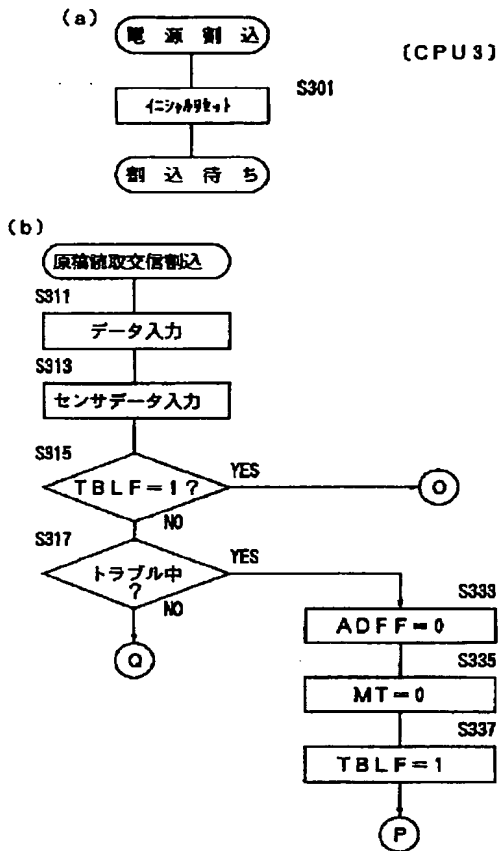 (a)
電源割込
〔CPU3〕
S301
イニシャルリセット
割込待ち
(b)
原稿読取交信割込
S311
データ入力
S313
センサデータ入力
S315
TBLF=1?
YES
O
NO
S317
トラブル中
?
YES
NO
Q
S333
ADFF=0
S335
MT=0
S337
TBLF=1
P